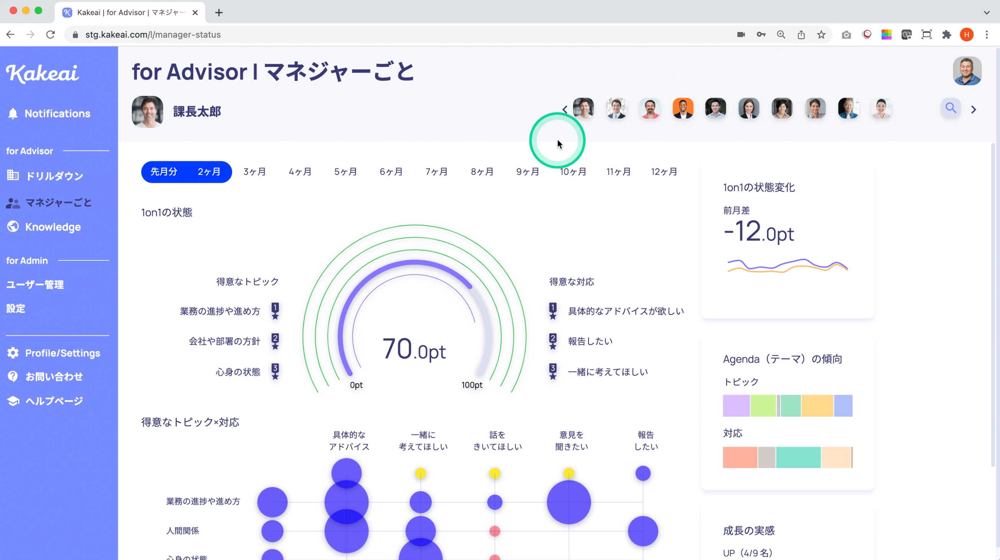 Kakeai | for Advisor | マネジャー
stg.kakeai.com/l/manager-status
H
Kakeai
Notifications
for Advisor
ドリルダウン
マネジャーごと
Knowledge
for Admin
ユーザー管理
設定
Profile/Settings
お問い合わせ
ヘルプページ
for Advisor | マネジャーごと
課長太郎
先月分 2ヶ月 3ヶ月 4ヶ月 5ヶ月 6ヶ月 7ヶ月 8ヶ月 9ヶ月 10ヶ月 11ヶ月 12ヶ月
1on1の状態
得意なトピック
業務の進捗や進め方 1
会社や部署の方針 2
心身の状態 3
70.0pt
0pt
100pt
得意な対応
1 具体的なアドバイスが欲しい
2 報告したい
3 一緒に考えてほしい
得意なトピック×対応
具体的な
アドバイス
一緒に
考えてほしい
話を
きいてほしい
意見を
聞きたい
報告
したい
業務の進捗や進め方
人間関係
心身の状態
1on1の状態変化
前月差
-12.0pt
Agenda（テーマ）の傾向
トピック
対応
成長の実感
UP（4/9 名）